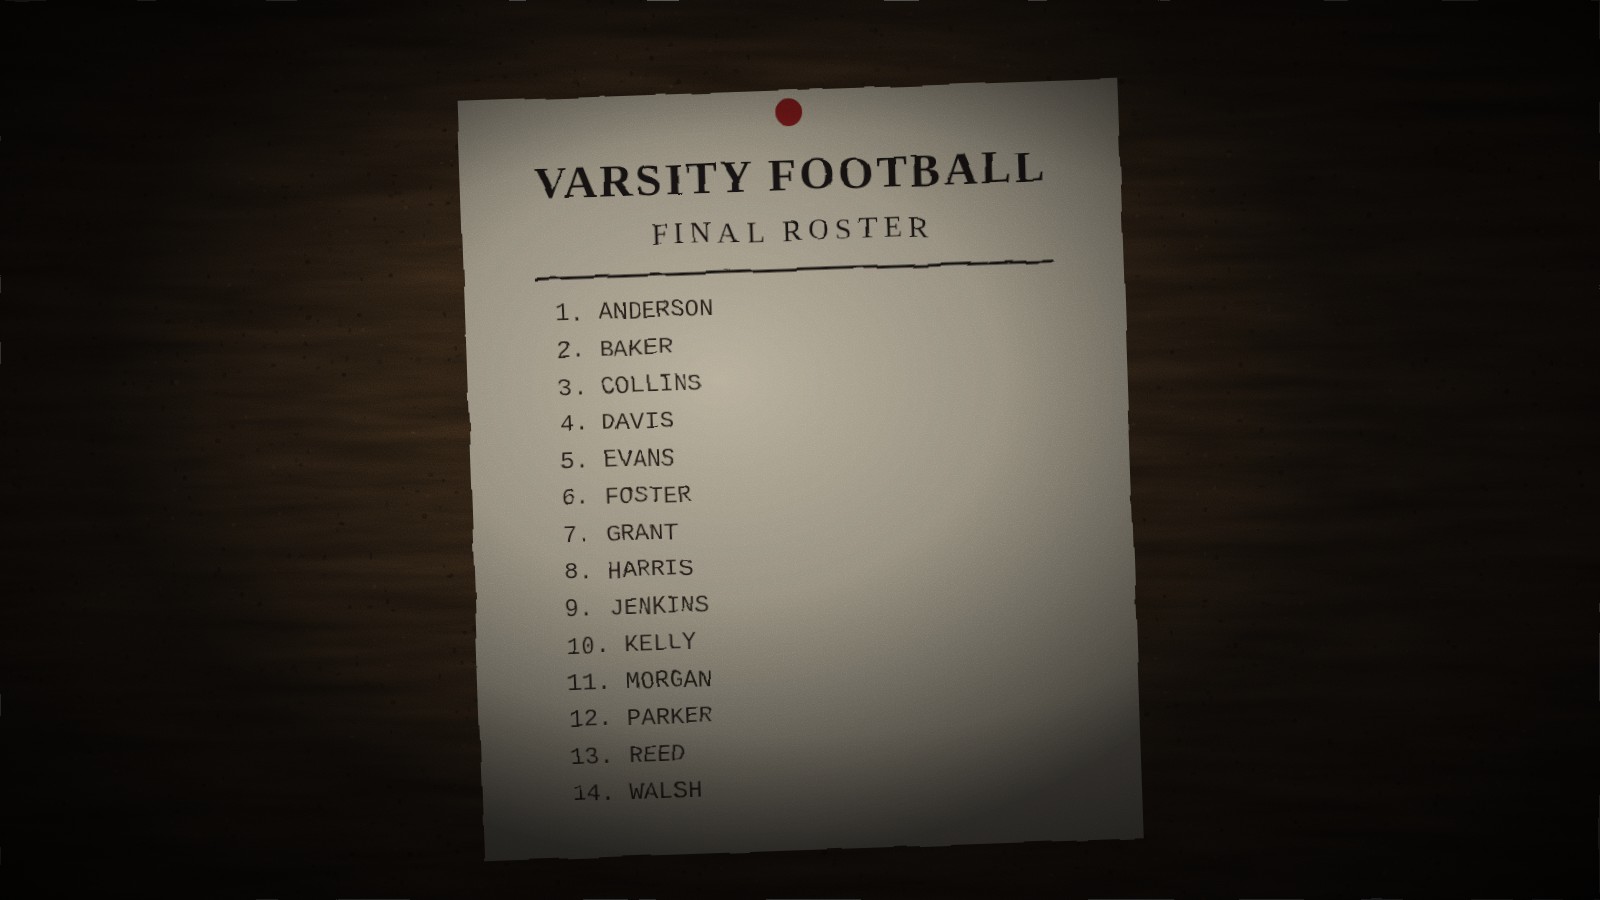 VARSITY FOOTBALL
FINAL ROSTER
1. ANDERSON
2. BAKER
3. COLLINS
4. DAVIS
5. EVANS
6. FOSTER
7. GRANT
8. HARRIS
9. JENKINS
10. KELLY
11. MORGAN
12. PARKER
13. REED
14. WALSH